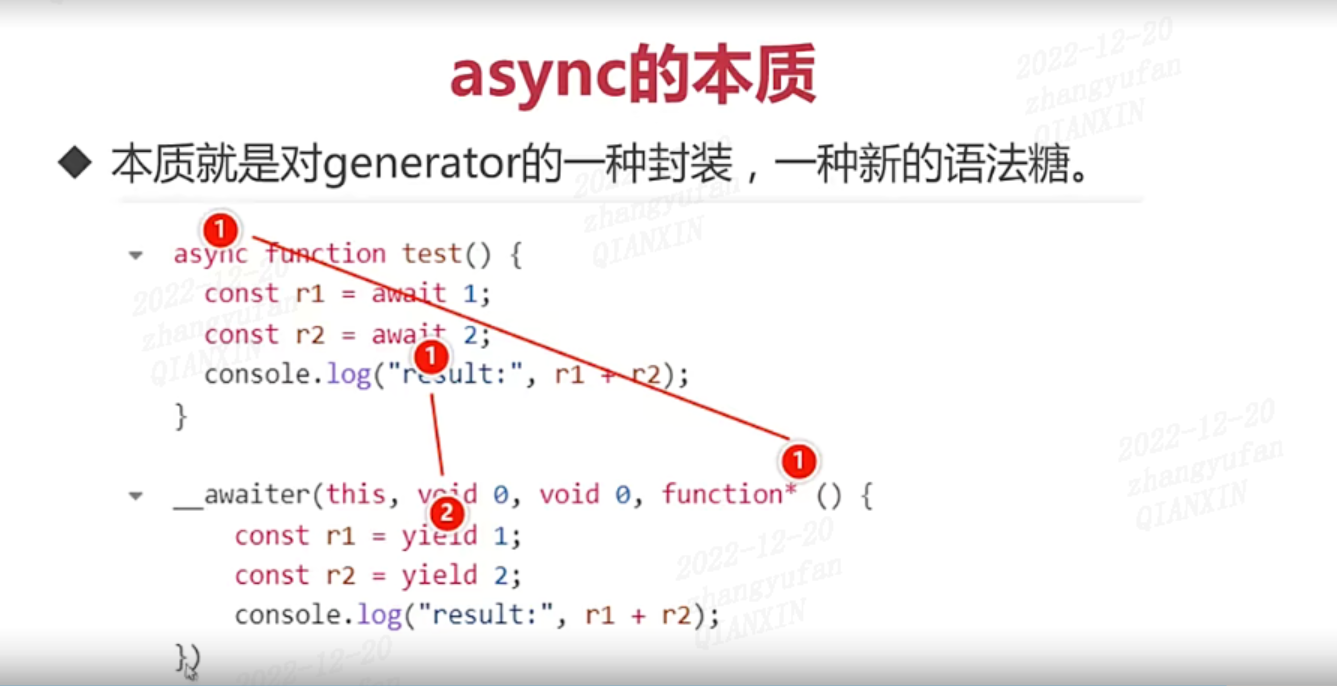 async的本质
◆ 本质就是对generator的一种封装，一种新的语法糖。
1
async function test() {
const r1 = await 1;
const r2 = await 2;
1
console.log("result:", r1 + r2);
}
1
__awaiter(this, void 0, void 0, function* () {
2
const r1 = yield 1;
const r2 = yield 2;
console.log("result:", r1 + r2);
})
2022-12-20
zhangyufan
QIANXIN
2022-12-20
zhangyufan
QIANXIN
2022-12-20
zhangyufan
QIANXIN
2022-12-20
zhangyufan
QIANXIN
2022-12-20
zhangyufan
QIANXIN
2022-12-20